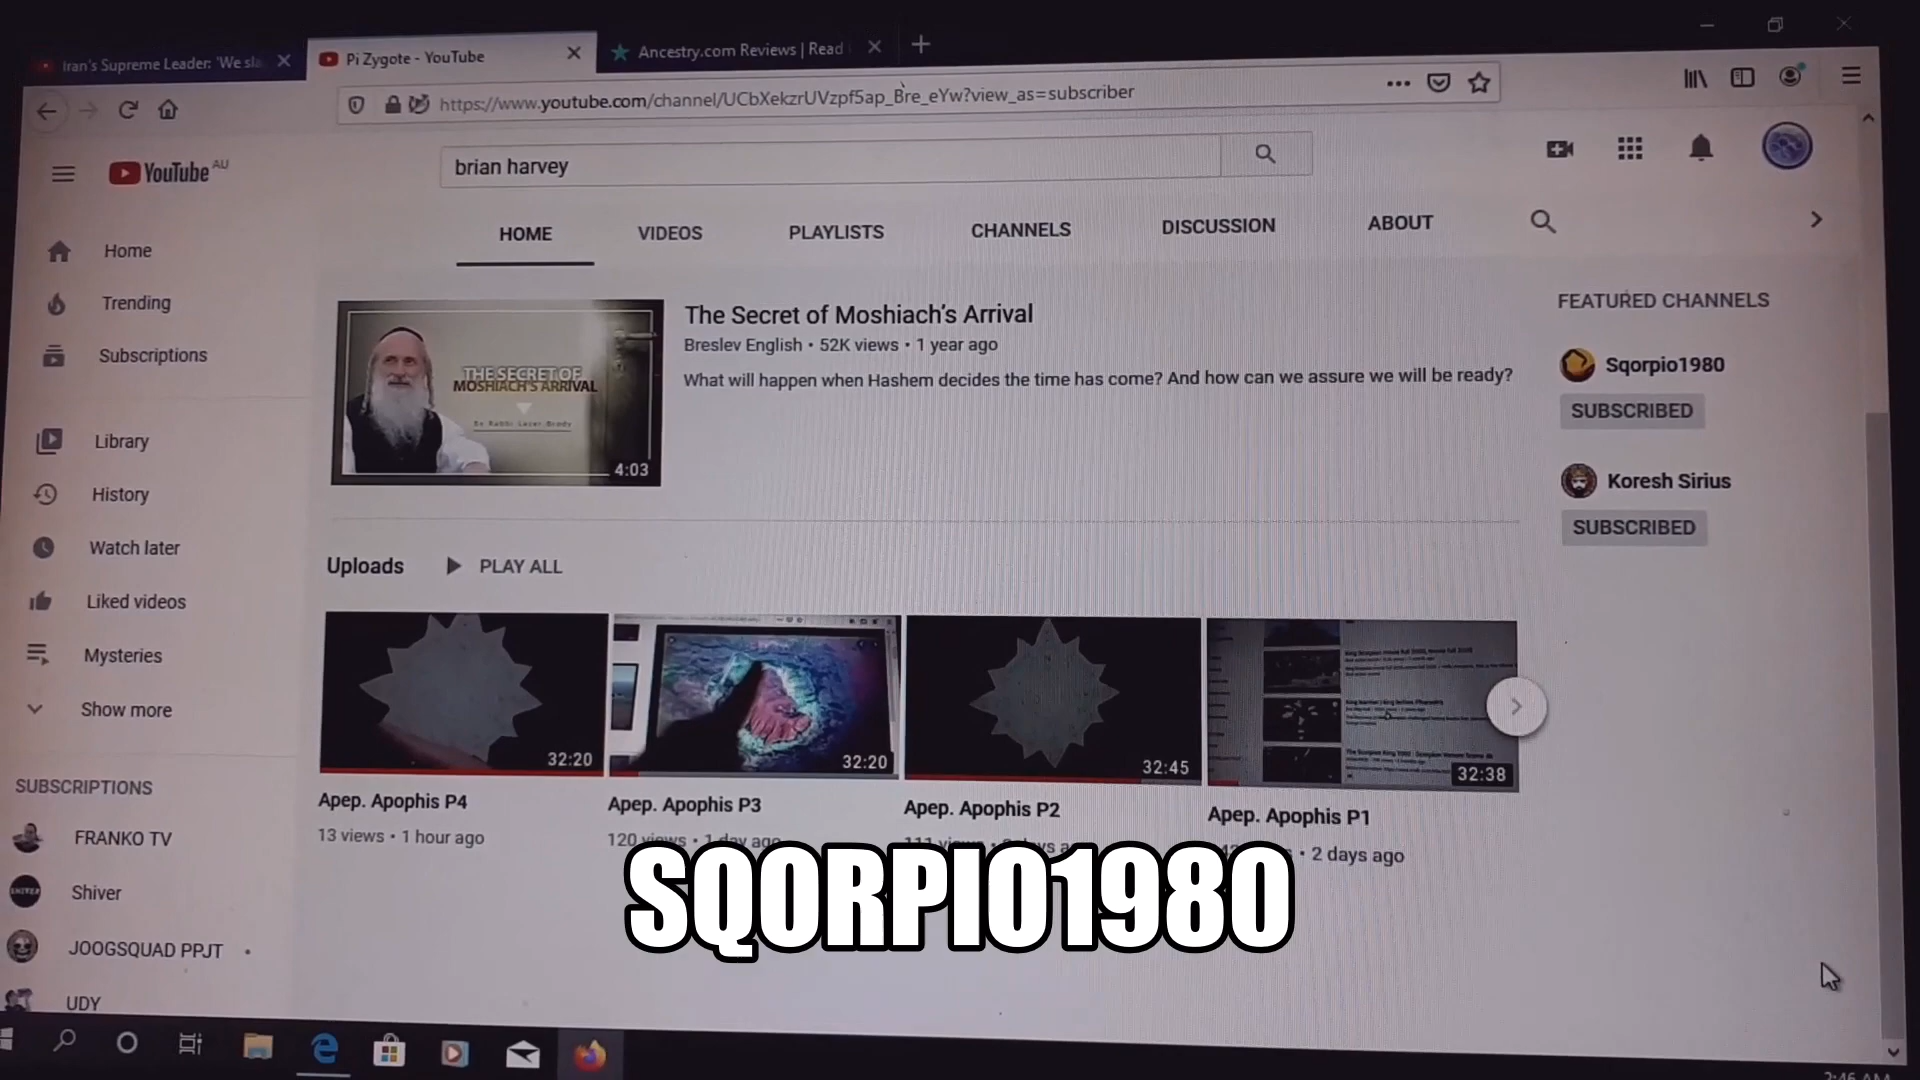 Iran's Supreme Leader: 'We sla
Pi Zygote - YouTube
Ancestry.com Reviews | Read
https://www.youtube.com/channel/UCbXekzrUVzpf5ap_Bre_eYw?view_as=subscriber
YouTube AU
brian harvey
HOME
VIDEOS
PLAYLISTS
CHANNELS
DISCUSSION
ABOUT
Home
Trending
Subscriptions
Library
History
Watch later
Liked videos
Mysteries
Show more
SUBSCRIPTIONS
FRANKO TV
Shiver
JOOGSQUAD PPJT
UDY
THE SECRET OF
MOSHIACH'S ARRIVAL
By Rabbi Lazer Brody
4:03
The Secret of Moshiach's Arrival
Breslev English • 52K views • 1 year ago
What will happen when Hashem decides the time has come? And how can we assure we will be ready?
FEATURED CHANNELS
Sqorpio1980
SUBSCRIBED
Koresh Sirius
SUBSCRIBED
Uploads
PLAY ALL
32:20
Apep. Apophis P4
13 views • 1 hour ago
32:20
Apep. Apophis P3
120 views • 1 day ago
32:45
Apep. Apophis P2
32:38
Apep. Apophis P1
• 2 days ago
SQORPIO1980
2:46 AM